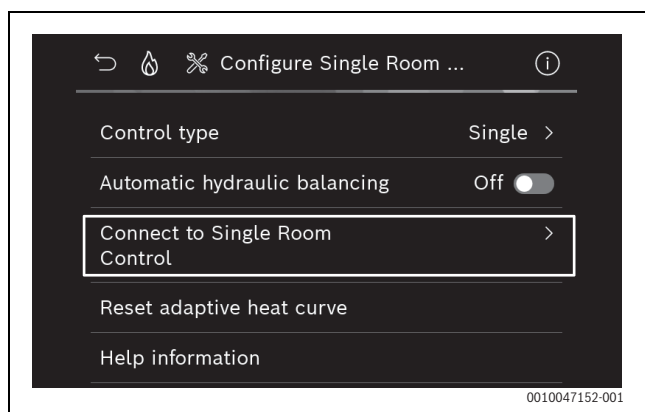 Configure Single Room ...
Control type Single >
Automatic hydraulic balancing Off
Connect to Single Room >
Control
Reset adaptive heat curve
Help information
0010047152-001